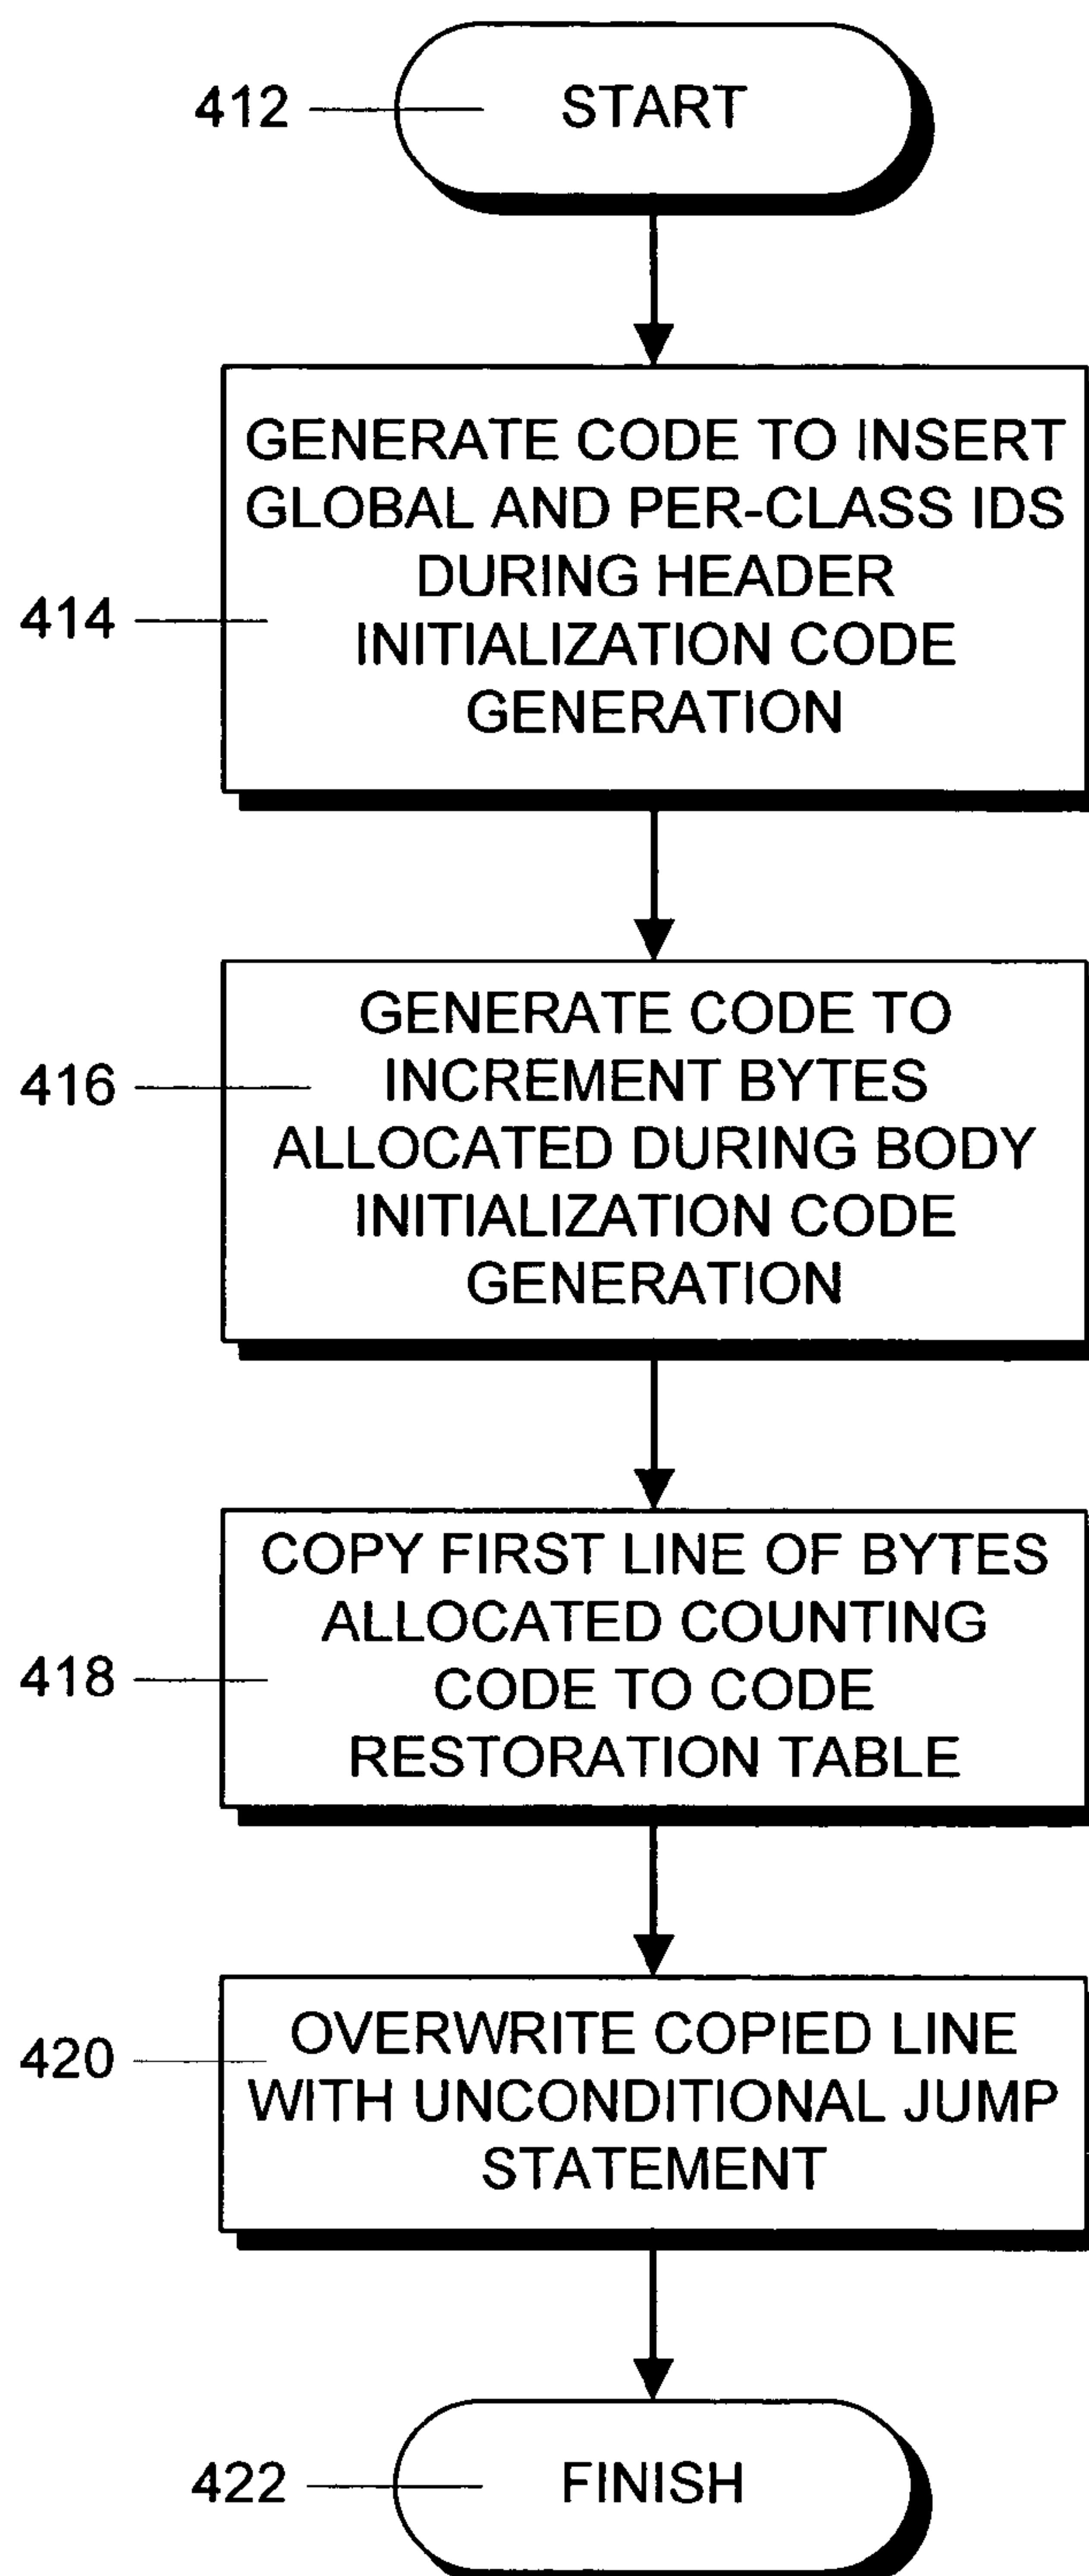 412
START
GENERATE CODE TO INSERT
GLOBAL AND PER-CLASS IDS
DURING HEADER
414
INITIALIZATION CODE
GENERATION
GENERATE CODE TO
416
INCREMENT BYTES
ALLOCATED DURING BODY
INITIALIZATION CODE
GENERATION
COPY FIRST LINE OF BYTES
ALLOCATED COUNTING
418
CODE TO CODE
RESTORATION TABLE
OVERWRITE COPIED LINE
420
WITH UNCONDITIONAL JUMP
STATEMENT
422
FINISH